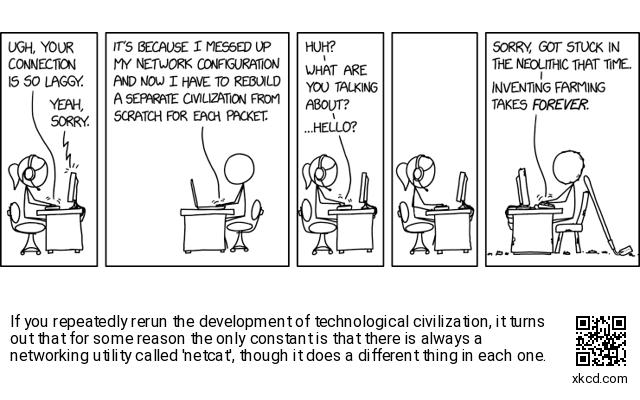 UGH, YOUR
CONNECTION
IS SO LAGGY.
YEAH,
SORRY.
IT'S BECAUSE I MESSED UP
MY NETWORK CONFIGURATION
AND NOW I HAVE TO REBUILD
A SEPARATE CIVILIZATION FROM
SCRATCH FOR EACH PACKET.
HUH?
WHAT ARE
YOU TALKING
ABOUT?
...HELLO?
SORRY, GOT STUCK IN
THE NEOLITHIC THAT TIME.
INVENTING FARMING
TAKES FOREVER.
If you repeatedly rerun the development of technological civilization, it turns
out that for some reason the only constant is that there is always a
networking utility called 'netcat', though it does a different thing in each one.
xkcd.com